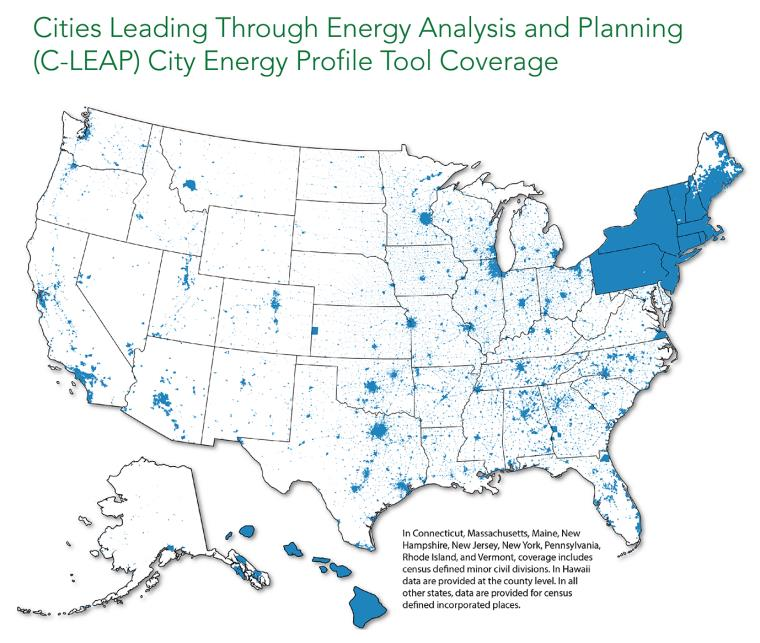 Cities Leading Through Energy Analysis and Planning
(C-LEAP) City Energy Profile Tool Coverage
In Connecticut, Massachusetts, Maine, New
Hampshire, New Jersey, New York, Pennsylvania,
Rhode Island, and Vermont, coverage includes
census defined minor civil divisions. In Hawaii
data are provided at the county level. In all
other states, data are provided for census
defined incorporated places.